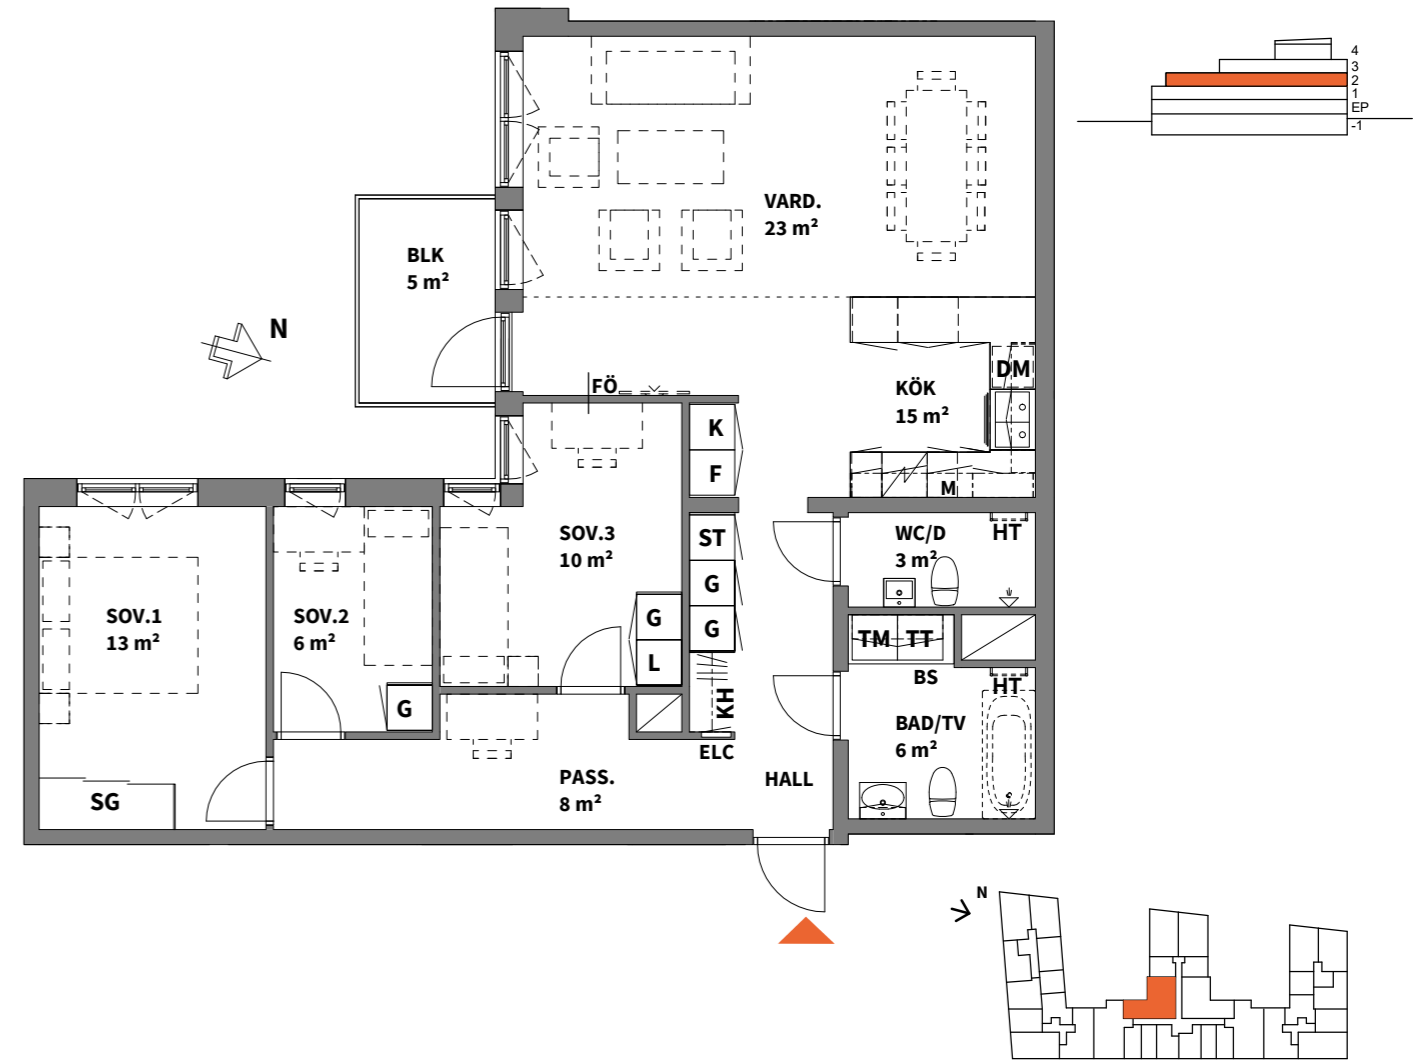 4
3
2
1
EP
-1
VARD.
23 m²
BLK
5 m²
N
FÖ
DM
KÖK
15 m²
K
F
M
ST
G
G
SOV.3
10 m²
WC/D
3 m²
HT
SOV.1
13 m²
SOV.2
6 m²
G
L
TM
TT
BS
HT
KH
G
BAD/TV
6 m²
ELC
SG
PASS.
8 m²
HALL
N